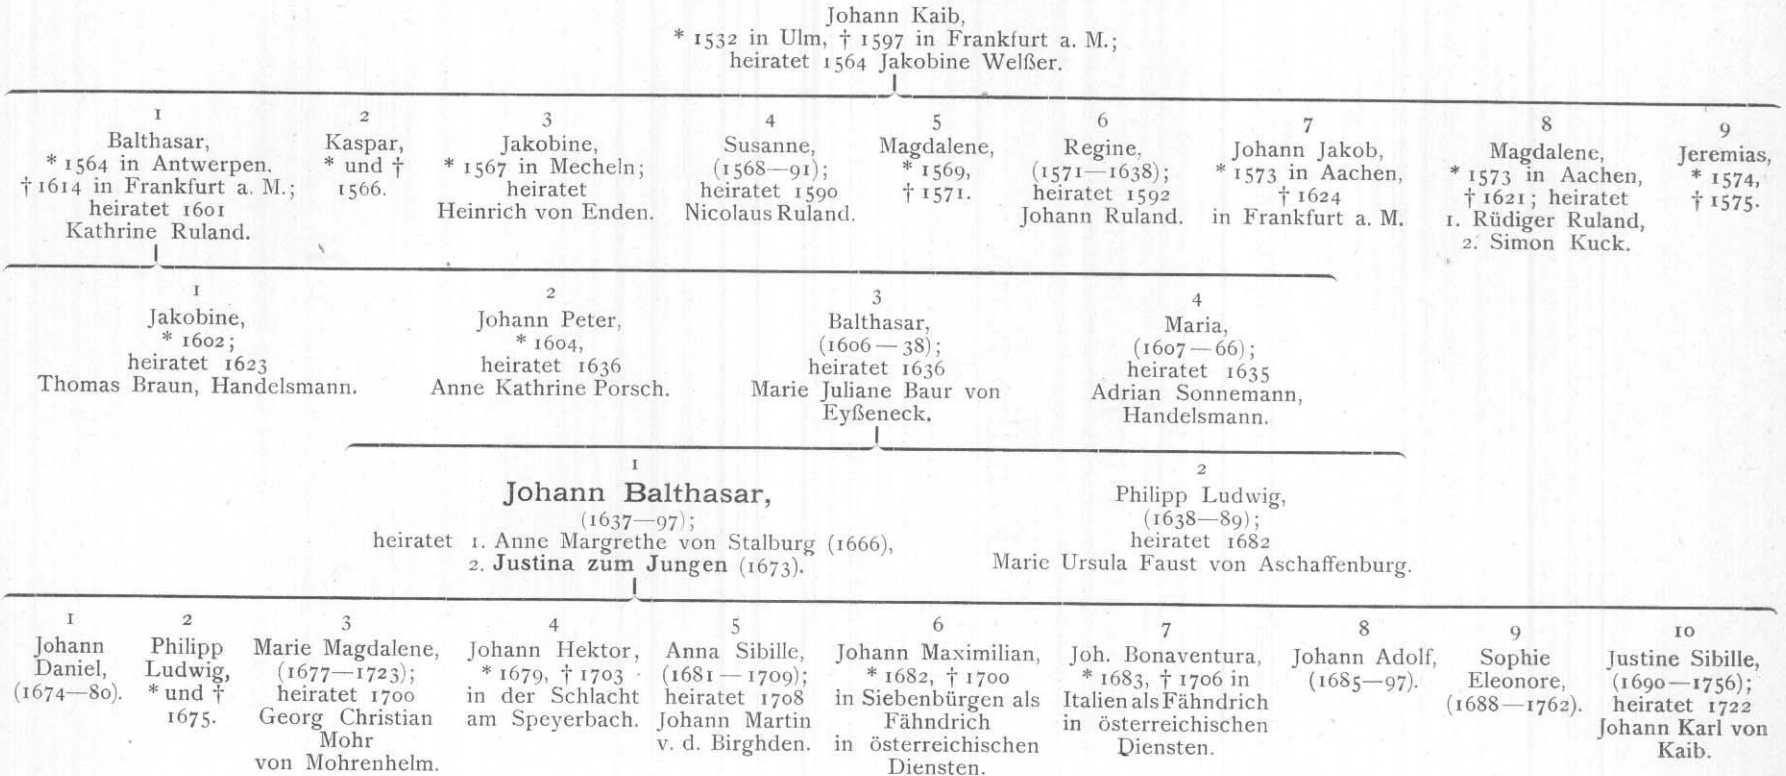 Johann Kaib,
* 1532 in Ulm, † 1597 in Frankfurt a. M.;
heiratet 1564 Jakobine Welßer.
1
Balthasar,
* 1564 in Antwerpen,
† 1614 in Frankfurt a. M.;
heiratet 1601
Kathrine Ruland.
2
Kaspar,
* und †
1566.
3
Jakobine,
* 1567 in Mecheln;
heiratet
Heinrich von Enden.
4
Susanne,
(1568—91);
heiratet 1590
Nicolaus Ruland.
5
Magdalene,
* 1569,
† 1571.
6
Regine,
(1571—1638);
heiratet 1592
Johann Ruland.
7
Johann Jakob,
* 1573 in Aachen,
† 1624
in Frankfurt a. M.
8
Magdalene,
* 1573 in Aachen,
† 1621; heiratet
1. Rüdiger Ruland,
2. Simon Kuck.
9
Jeremias,
* 1574,
† 1575.
1
Jakobine,
* 1602;
heiratet 1623
Thomas Braun, Handelsmann.
2
Johann Peter,
* 1604,
heiratet 1636
Anne Kathrine Porsch.
3
Balthasar,
(1606—38);
heiratet 1636
Marie Juliane Baur von
Eyßeneck.
4
Maria,
(1607—66);
heiratet 1635
Adrian Sonnemann,
Handelsmann.
1
Johann Balthasar,
(1637—97);
heiratet 1. Anne Margrethe von Stalburg (1666),
2. Justina zum Jungen (1673).
2
Philipp Ludwig,
(1638—89);
heiratet 1682
Marie Ursula Faust von Aschaffenburg.
1
Johann
Daniel,
(1674—80).
2
Philipp
Ludwig,
* und †
1675.
3
Marie Magdalene,
(1677—1723);
heiratet 1700
Georg Christian
Mohr
von Mohrenhelm.
4
Johann Hektor,
* 1679, † 1703
in der Schlacht
am Speyerbach.
5
Anna Sibille,
(1681—1709);
heiratet 1708
Johann Martin
v. d. Birghden.
6
Johann Maximilian,
* 1682, † 1700
in Siebenbürgen als
Fähndrich
in österreichischen
Diensten.
7
Joh. Bonaventura,
* 1683, † 1706 in
Italien als Fähndrich
in österreichischen
Diensten.
8
Johann Adolf,
(1685—97).
9
Sophie
Eleonore,
(1688—1762).
10
Justine Sibille,
(1690—1756);
heiratet 1722
Johann Karl von
Kaib.